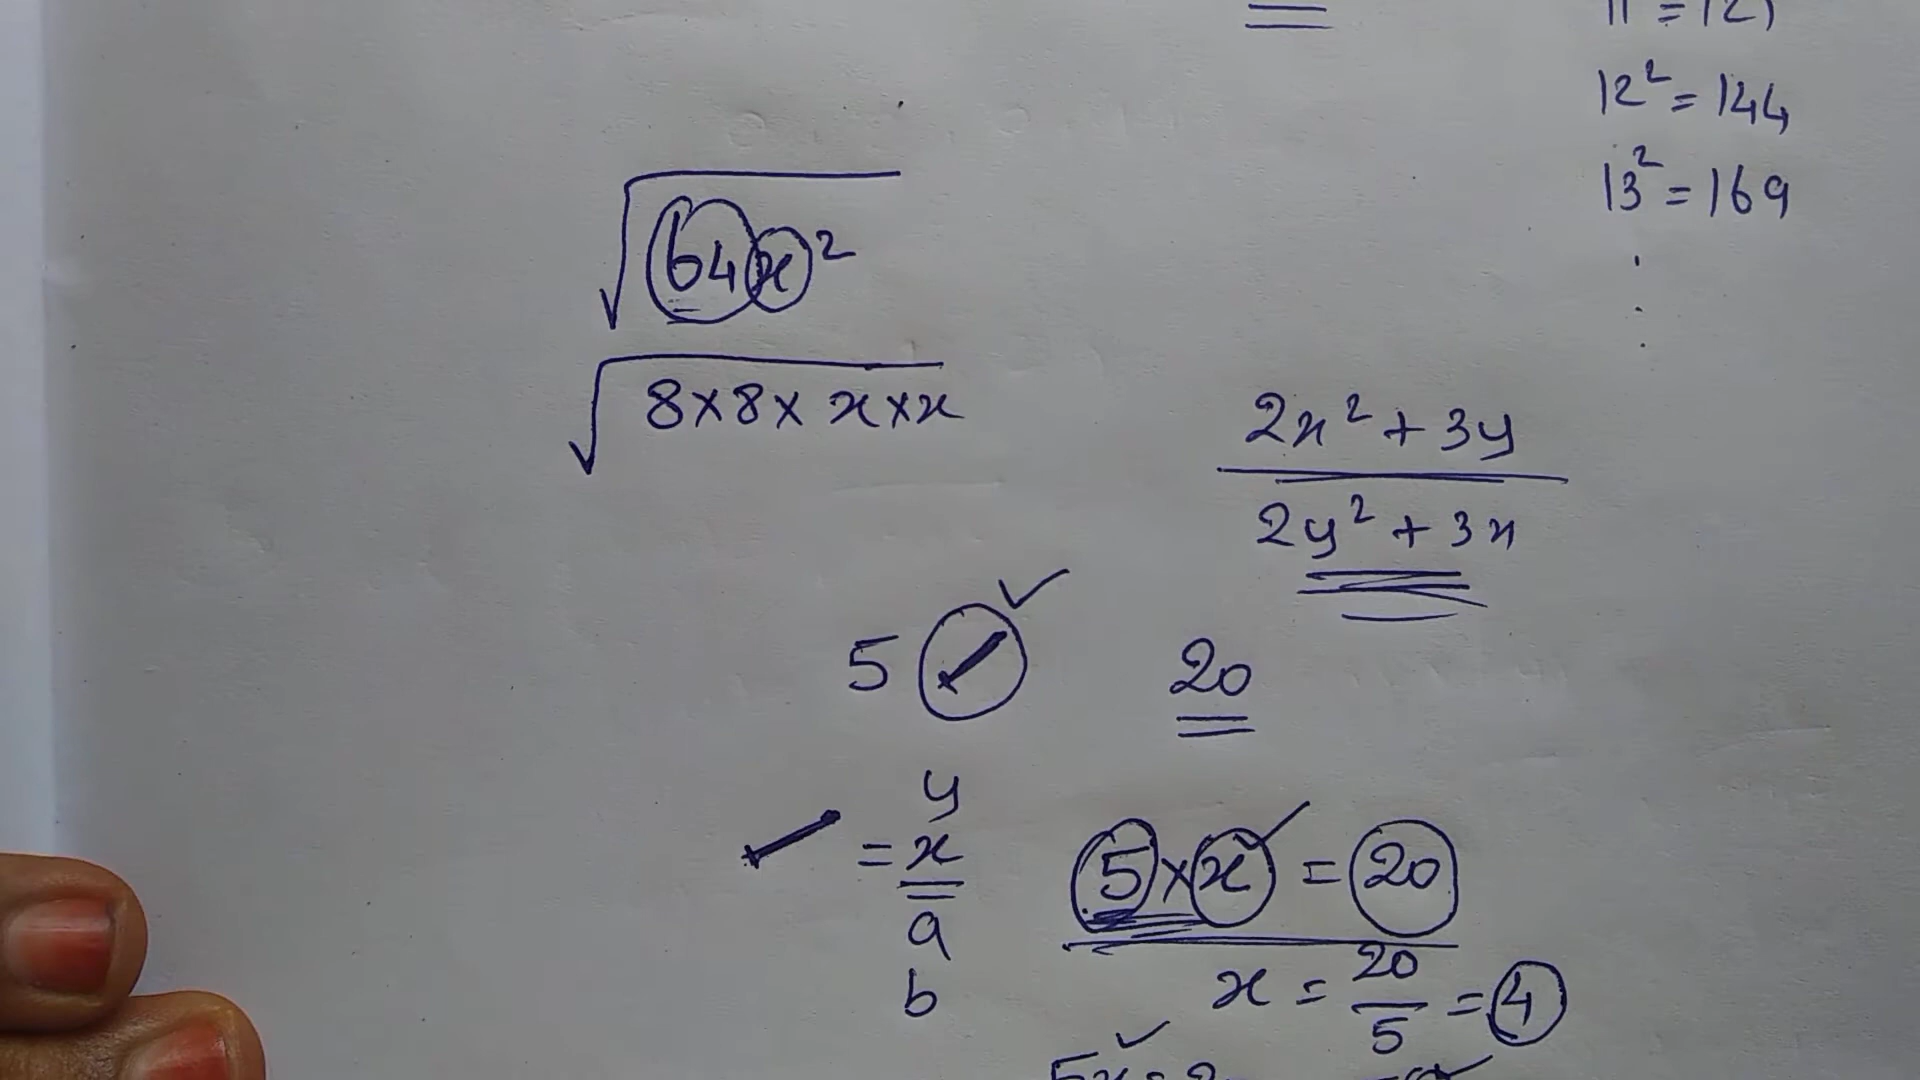 11² = 121
12² = 144
13² = 169
√64x²
√8×8×x×x
2x² + 3y
2y² + 3x
5 20
y
= x
a
b
5 × x = 20
x = 20/5 = 4